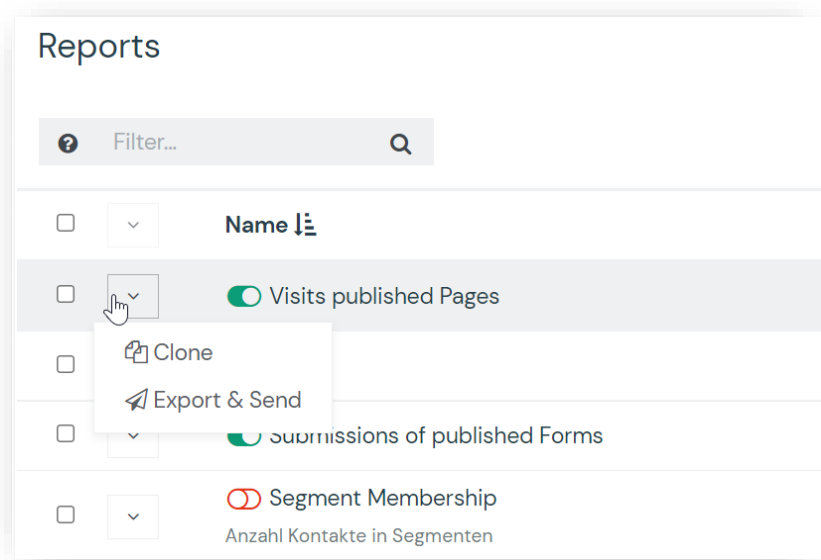 Reports
Filter...
Name
Visits published Pages
Clone
Export & Send
Submissions of published Forms
Segment Membership
Anzahl Kontakte in Segmenten